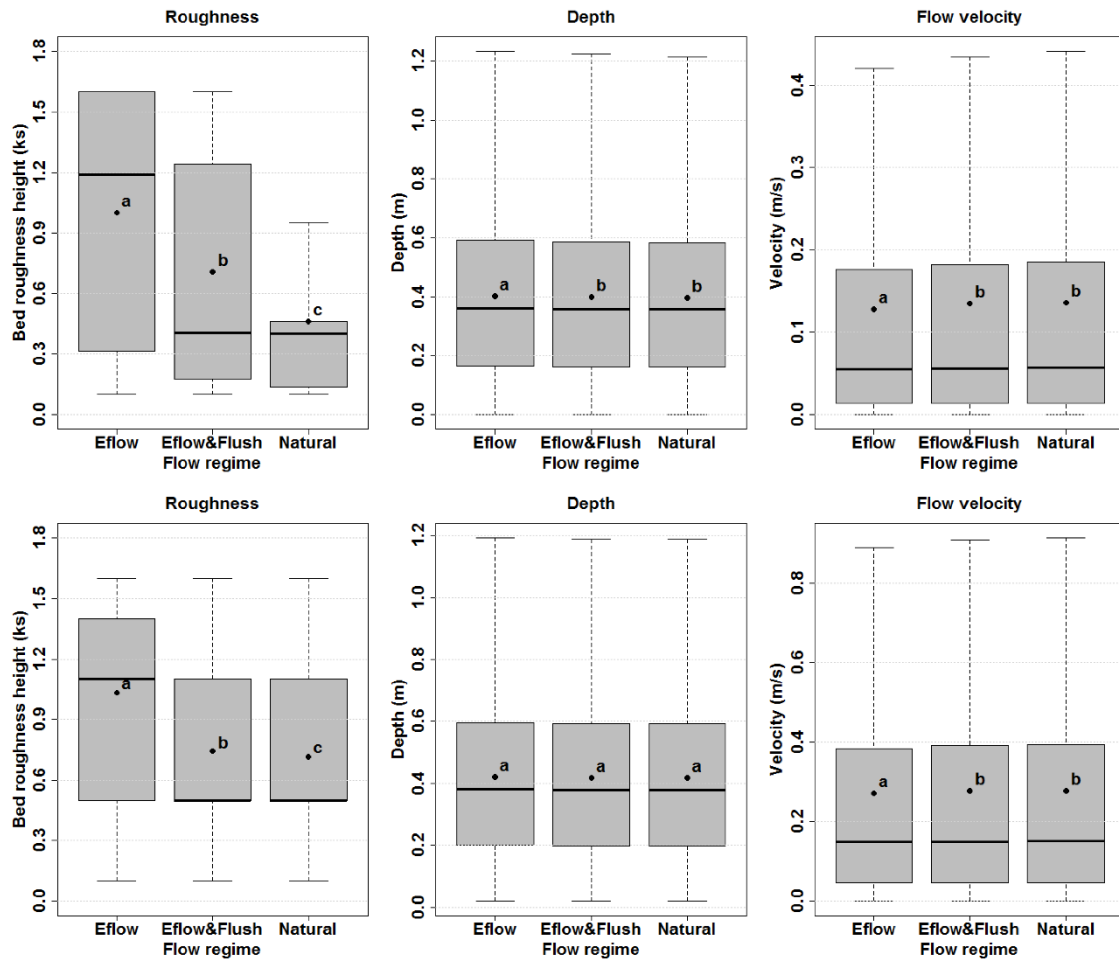 Roughness
Bed roughness height (ks)
1.8
1.5
1.2
0.9
0.6
0.3
0.0
a
b
c
Eflow Eflow&Flush Natural
Flow regime
Depth
Depth (m)
1.2
1.0
0.8
0.6
0.4
0.2
0.0
a
b
b
Eflow Eflow&Flush Natural
Flow regime
Flow velocity
Velocity (m/s)
0.4
0.3
0.2
0.1
0.0
a
b
b
Eflow Eflow&Flush Natural
Flow regime
Roughness
Bed roughness height (ks)
1.8
1.5
1.2
0.9
0.6
0.3
0.0
a
b
c
Eflow Eflow&Flush Natural
Flow regime
Depth
Depth (m)
1.2
1.0
0.8
0.6
0.4
0.2
0.0
a
a
a
Eflow Eflow&Flush Natural
Flow regime
Flow velocity
Velocity (m/s)
0.8
0.6
0.4
0.2
0.0
a
b
b
Eflow Eflow&Flush Natural
Flow regime